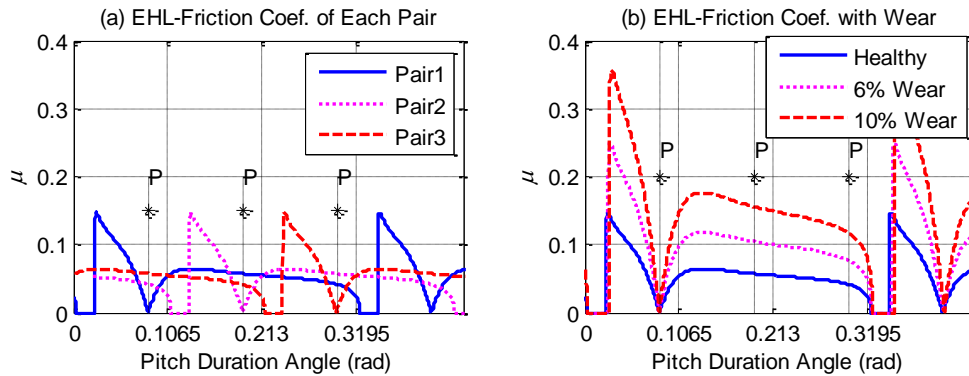 (a) EHL-Friction Coef. of Each Pair
0.4
0.3
0.2
0.1
0
μ
P
P
P
Pair1
Pair2
Pair3
0
0.1065
0.213
0.3195
Pitch Duration Angle (rad)
(b) EHL-Friction Coef. with Wear
0.4
0.3
0.2
0.1
0
μ
P
P
P
Healthy
6% Wear
10% Wear
0
0.1065
0.213
0.3195
Pitch Duration Angle (rad)